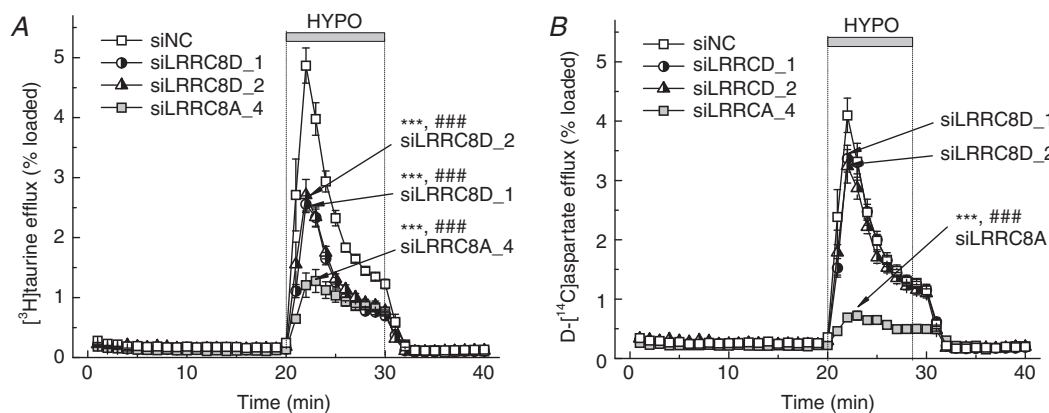 A
HYPO
siNC
siLRRC8D_1
siLRRC8D_2
siLRRC8A_4
***, ###
siLRRC8D_2
***, ###
siLRRC8D_1
***, ###
siLRRC8A_4
[³H]taurine efflux (% loaded)
5
4
3
2
1
0
0 10 20 30 40
Time (min)
B
HYPO
siNC
siLRRCD_1
siLRRCD_2
siLRRCA_4
siLRRC8D_1
siLRRC8D_2
***, ###
siLRRC8A
D-[¹⁴C]aspartate efflux (% loaded)
5
4
3
2
1
0
0 10 20 30 40
Time (min)